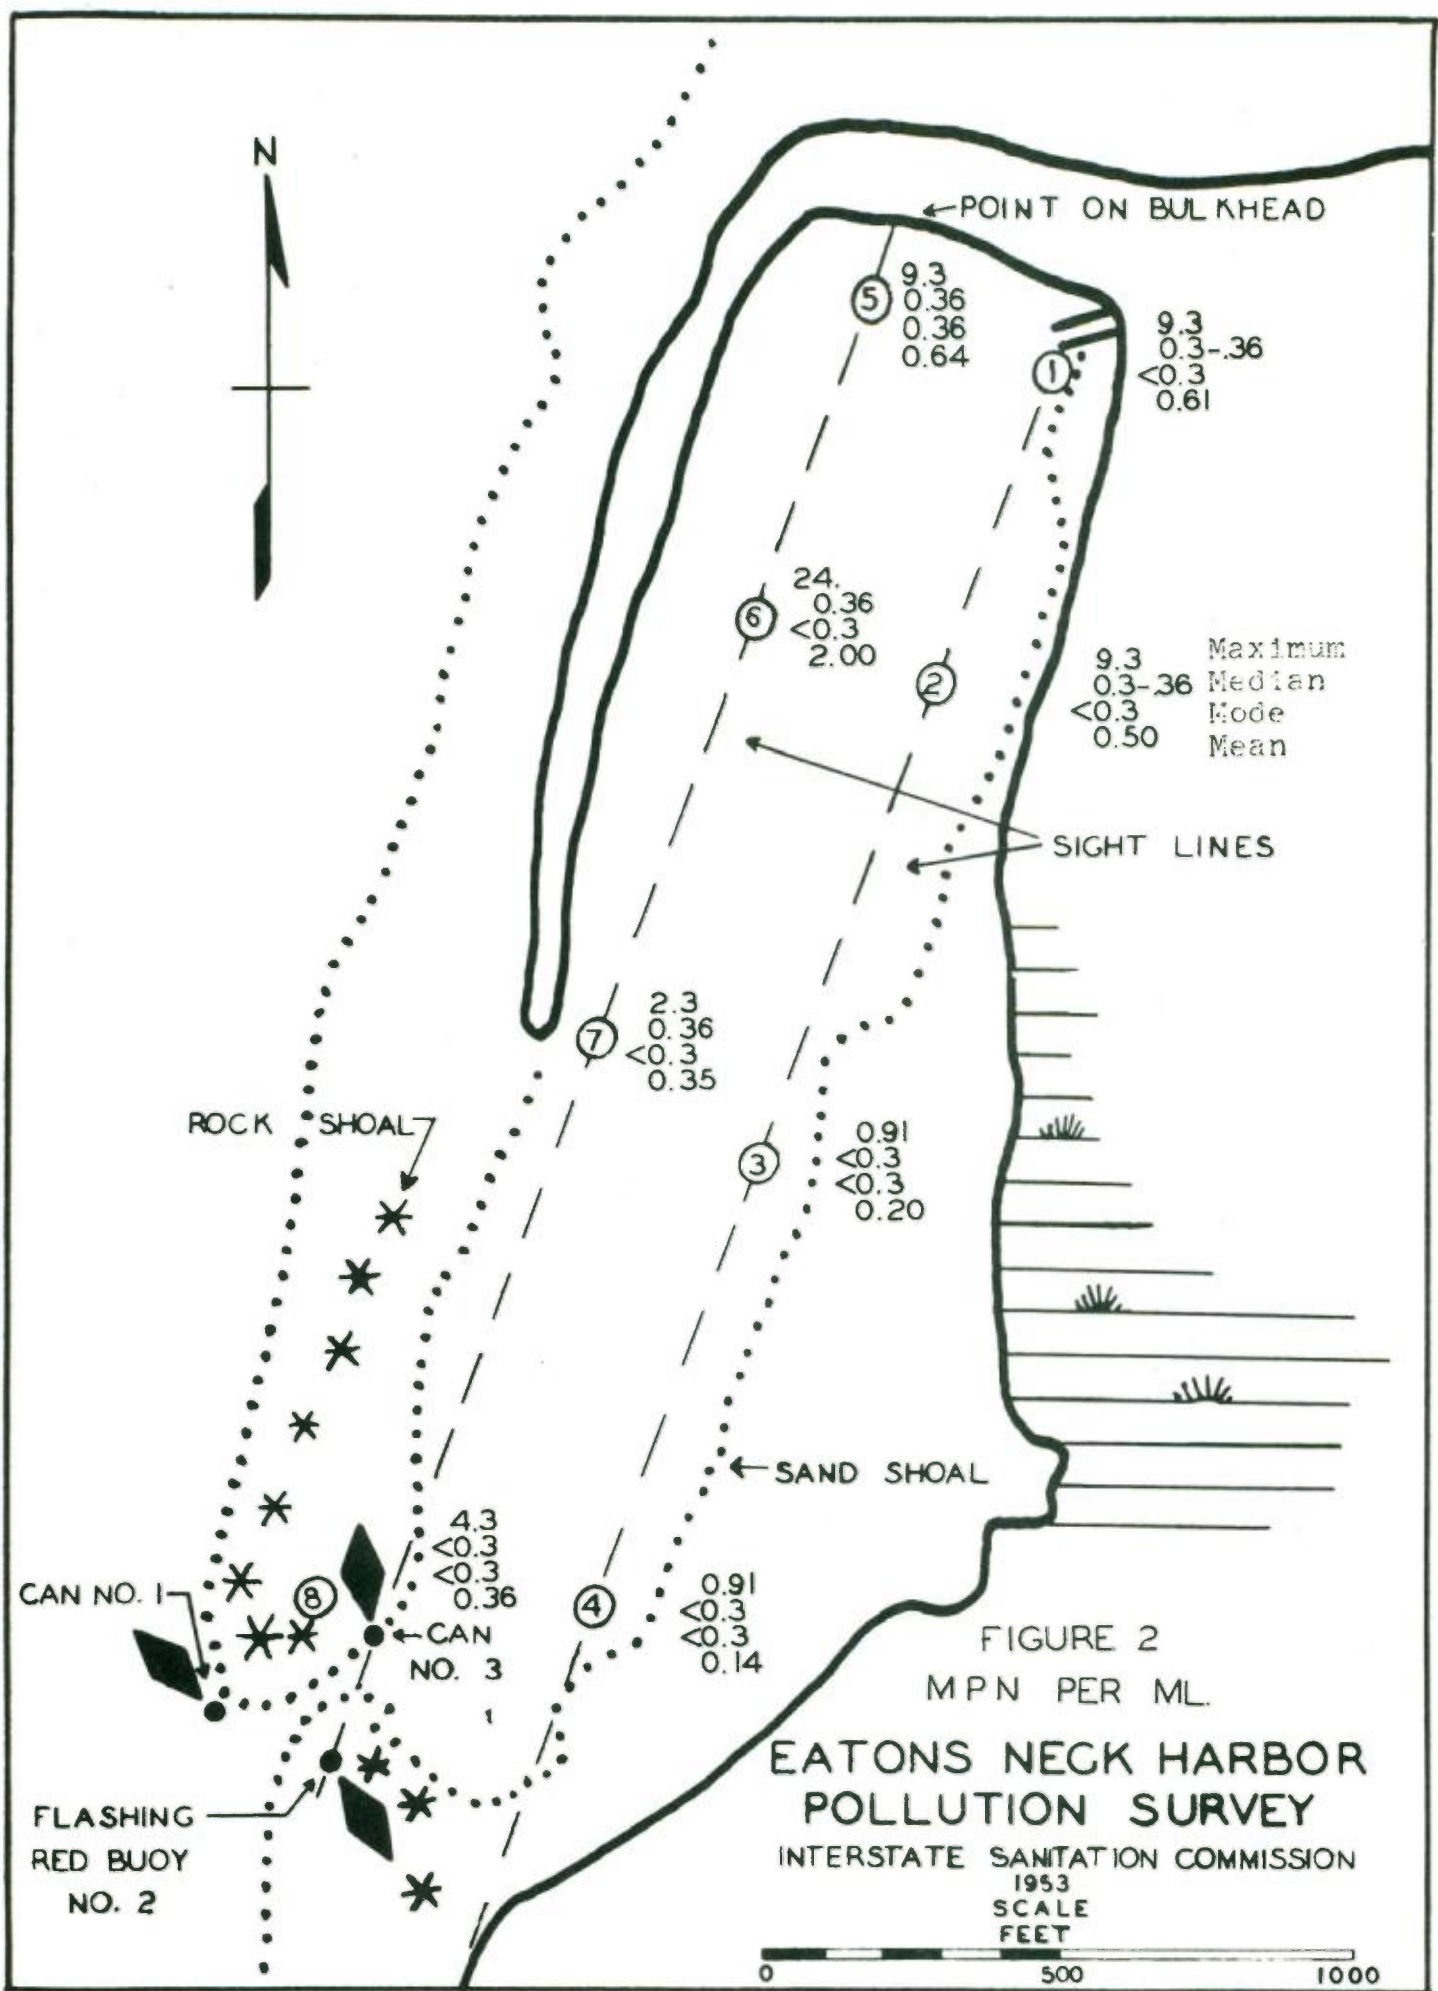 N
POINT ON BULKHEAD
5
9.3
0.36
0.36
0.64
1
9.3
0.3-.36
<0.3
0.61
6
24.
0.36
<0.3
2.00
2
9.3 Maximum
0.3-.36 Median
<0.3 Mode
0.50 Mean
SIGHT LINES
7
2.3
0.36
<0.3
0.35
ROCK SHOAL
3
0.91
<0.3
<0.3
0.20
SAND SHOAL
8
4.3
<0.3
<0.3
0.36
CAN NO. 1
CAN
NO. 3
4
0.91
<0.3
<0.3
0.14
FLASHING
RED BUOY
NO. 2
FIGURE 2
MPN PER ML.
EATONS NECK HARBOR
POLLUTION SURVEY
INTERSTATE SANITATION COMMISSION
1953
SCALE
FEET
0 500 1000